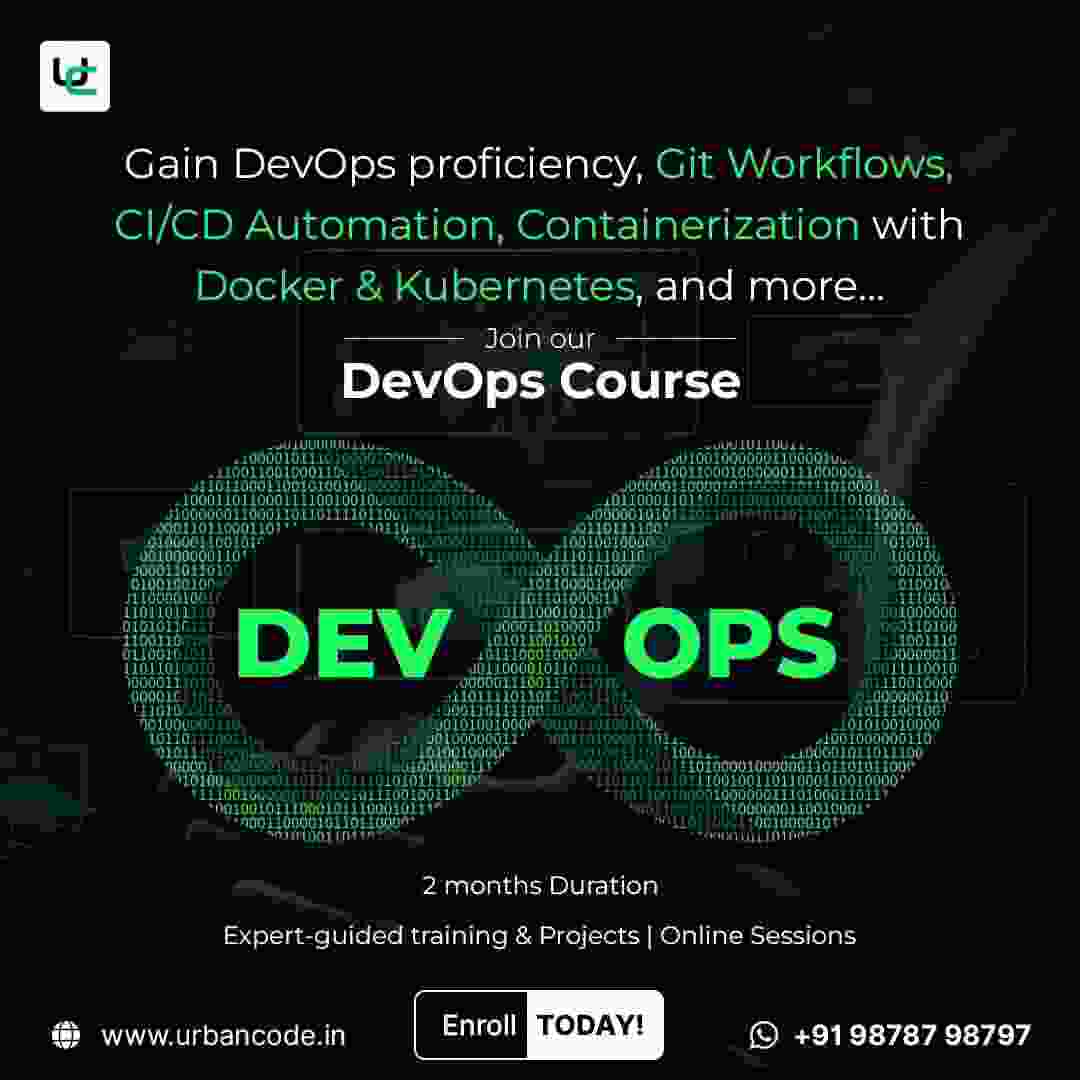 UC
Gain DevOps proficiency, Git Workflows,
CI/CD Automation, Containerization with
Docker & Kubernetes, and more...
Join our
DevOps Course
DEV OPS
2 months Duration
Expert-guided training & Projects | Online Sessions
Enroll TODAY!
www.urbancode.in
+91 98787 98797